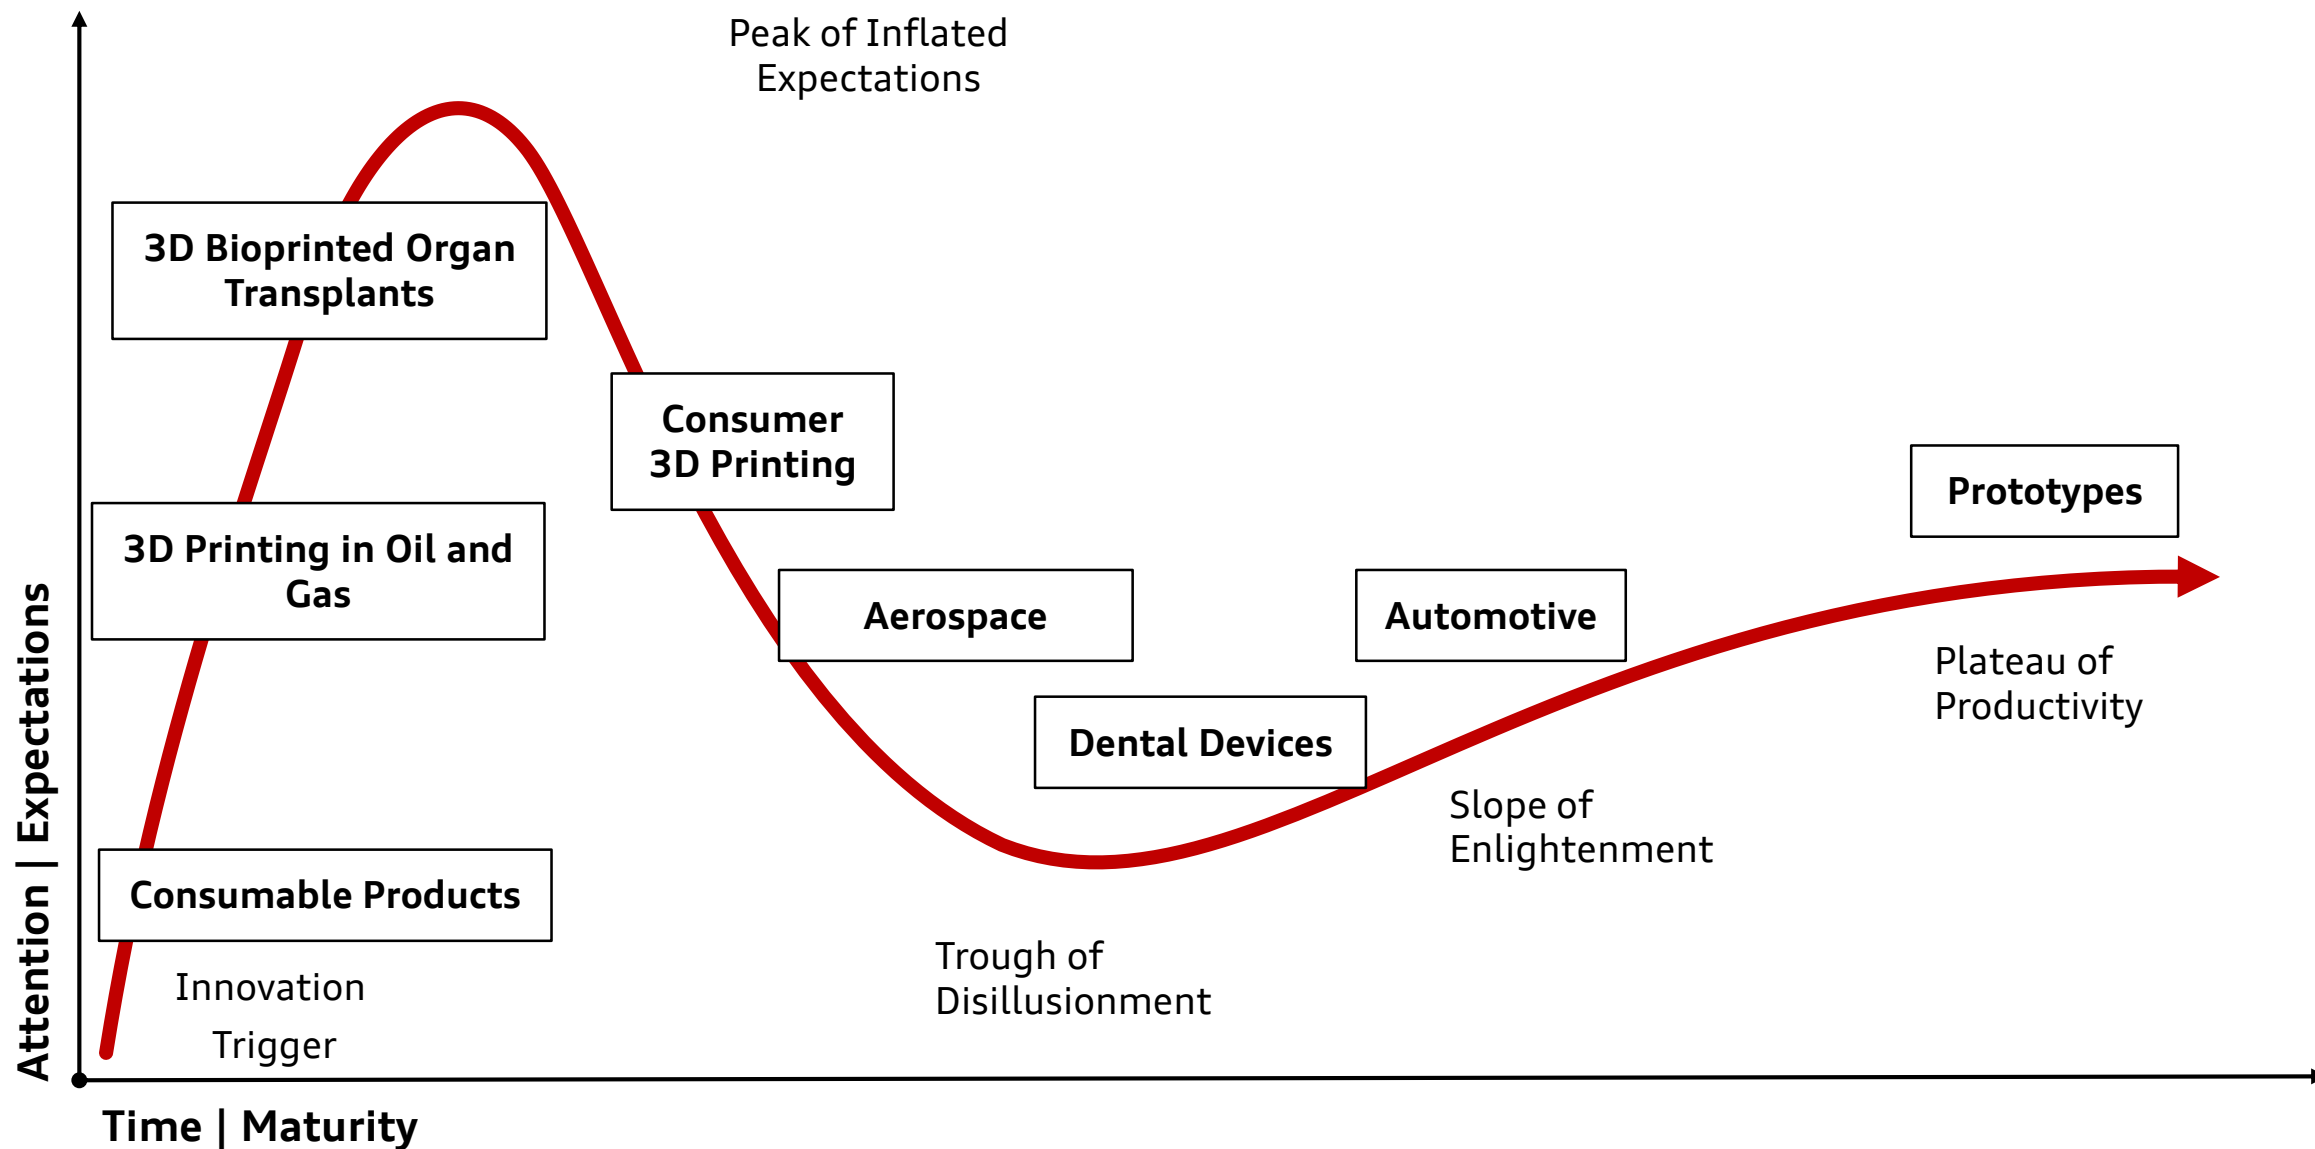 Peak of Inflated
Expectations
3D Bioprinted Organ
Transplants
Consumer
3D Printing
Prototypes
3D Printing in Oil and
Gas
Aerospace
Automotive
Plateau of
Productivity
Dental Devices
Slope of
Enlightenment
Consumable Products
Trough of
Disillusionment
Innovation
Trigger
Attention | Expectations
Time | Maturity